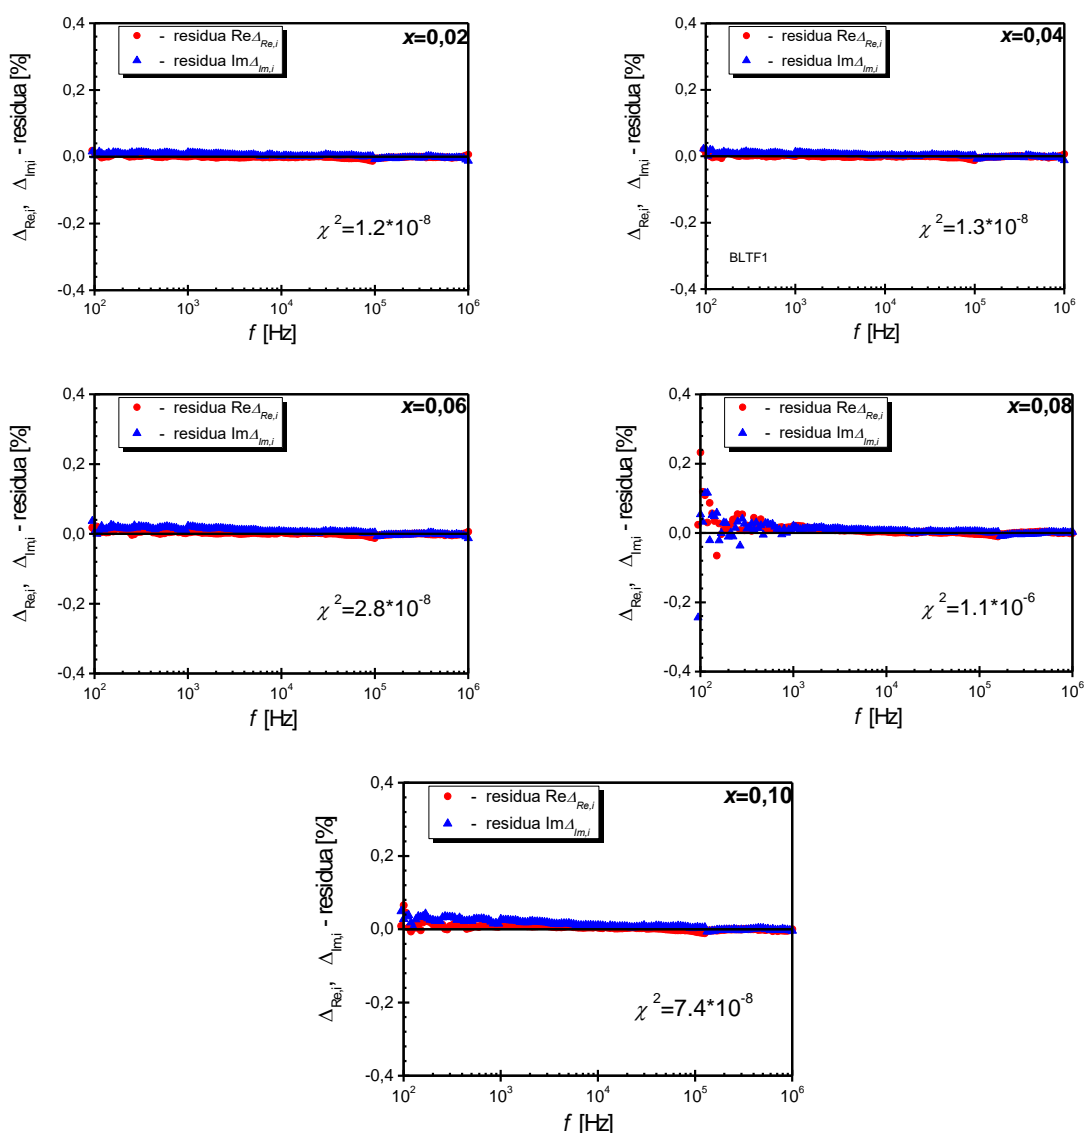 x=0,02
- residua ReΔRe,i
- residua ImΔIm,i
0,4
0,2
0,0
-0,2
-0,4
ΔRe,i, ΔIm,i - residua [%]
χ²=1.2*10⁻⁸
10² 10³ 10⁴ 10⁵ 10⁶
f [Hz]
x=0,04
- residua ReΔRe,i
- residua ImΔIm,i
0,4
0,2
0,0
-0,2
-0,4
ΔRe,i, ΔIm,i - residua [%]
χ²=1.3*10⁻⁸
BLTF1
10² 10³ 10⁴ 10⁵ 10⁶
f [Hz]
x=0,06
- residua ReΔRe,i
- residua ImΔIm,i
0,4
0,2
0,0
-0,2
-0,4
ΔRe,i, ΔIm,i - residua [%]
χ²=2.8*10⁻⁸
10² 10³ 10⁴ 10⁵ 10⁶
f [Hz]
x=0,08
- residua ReΔRe,i
- residua ImΔIm,i
0,4
0,2
0,0
-0,2
-0,4
ΔRe,i, ΔIm,i - residua [%]
χ²=1.1*10⁻⁶
10² 10³ 10⁴ 10⁵ 10⁶
f [Hz]
x=0,10
- residua ReΔRe,i
- residua ImΔIm,i
0,4
0,2
0,0
-0,2
-0,4
ΔRe,i, ΔIm,i - residua [%]
χ²=7.4*10⁻⁸
10² 10³ 10⁴ 10⁵ 10⁶
f [Hz]